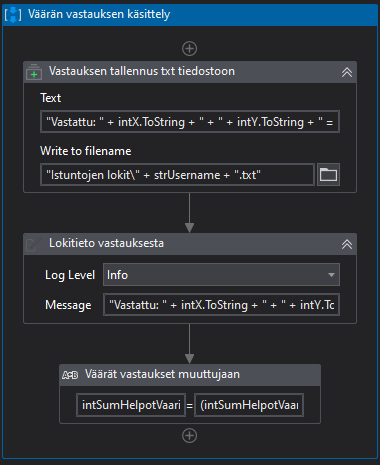 Väärän vastauksen käsittely
Vastauksen tallennus txt tiedostoon
Text
"Vastattu: " + intX.ToString + " + " + intY.ToString + " =
Write to filename
"Istuntojen lokit\" + strUsername + ".txt"
Lokitieto vastauksesta
Log Level
Info
Message
"Vastattu: " + intX.ToString + " + " + intY.Tc
A↔B Väärät vastaukset muuttujaan
intSumHelpotVaari = (intSumHelpotVaar